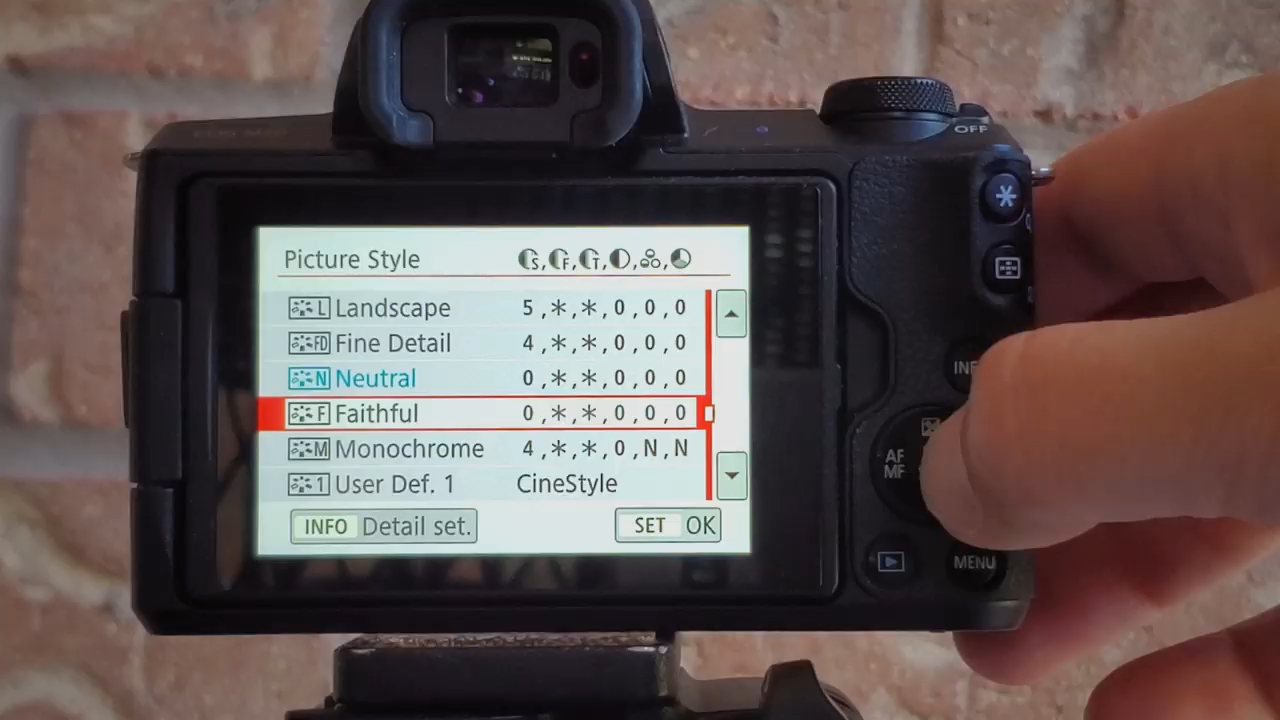 OFF
Picture Style S, F, T, , ,
L Landscape 5,*,*,0,0,0
FD Fine Detail 4,*,*,0,0,0
N Neutral 0,*,*,0,0,0
F Faithful 0,*,*,0,0,0
M Monochrome 4,*,*,0,N,N
1 User Def. 1 CineStyle
INFO Detail set. SET OK
AF
MF
MENU